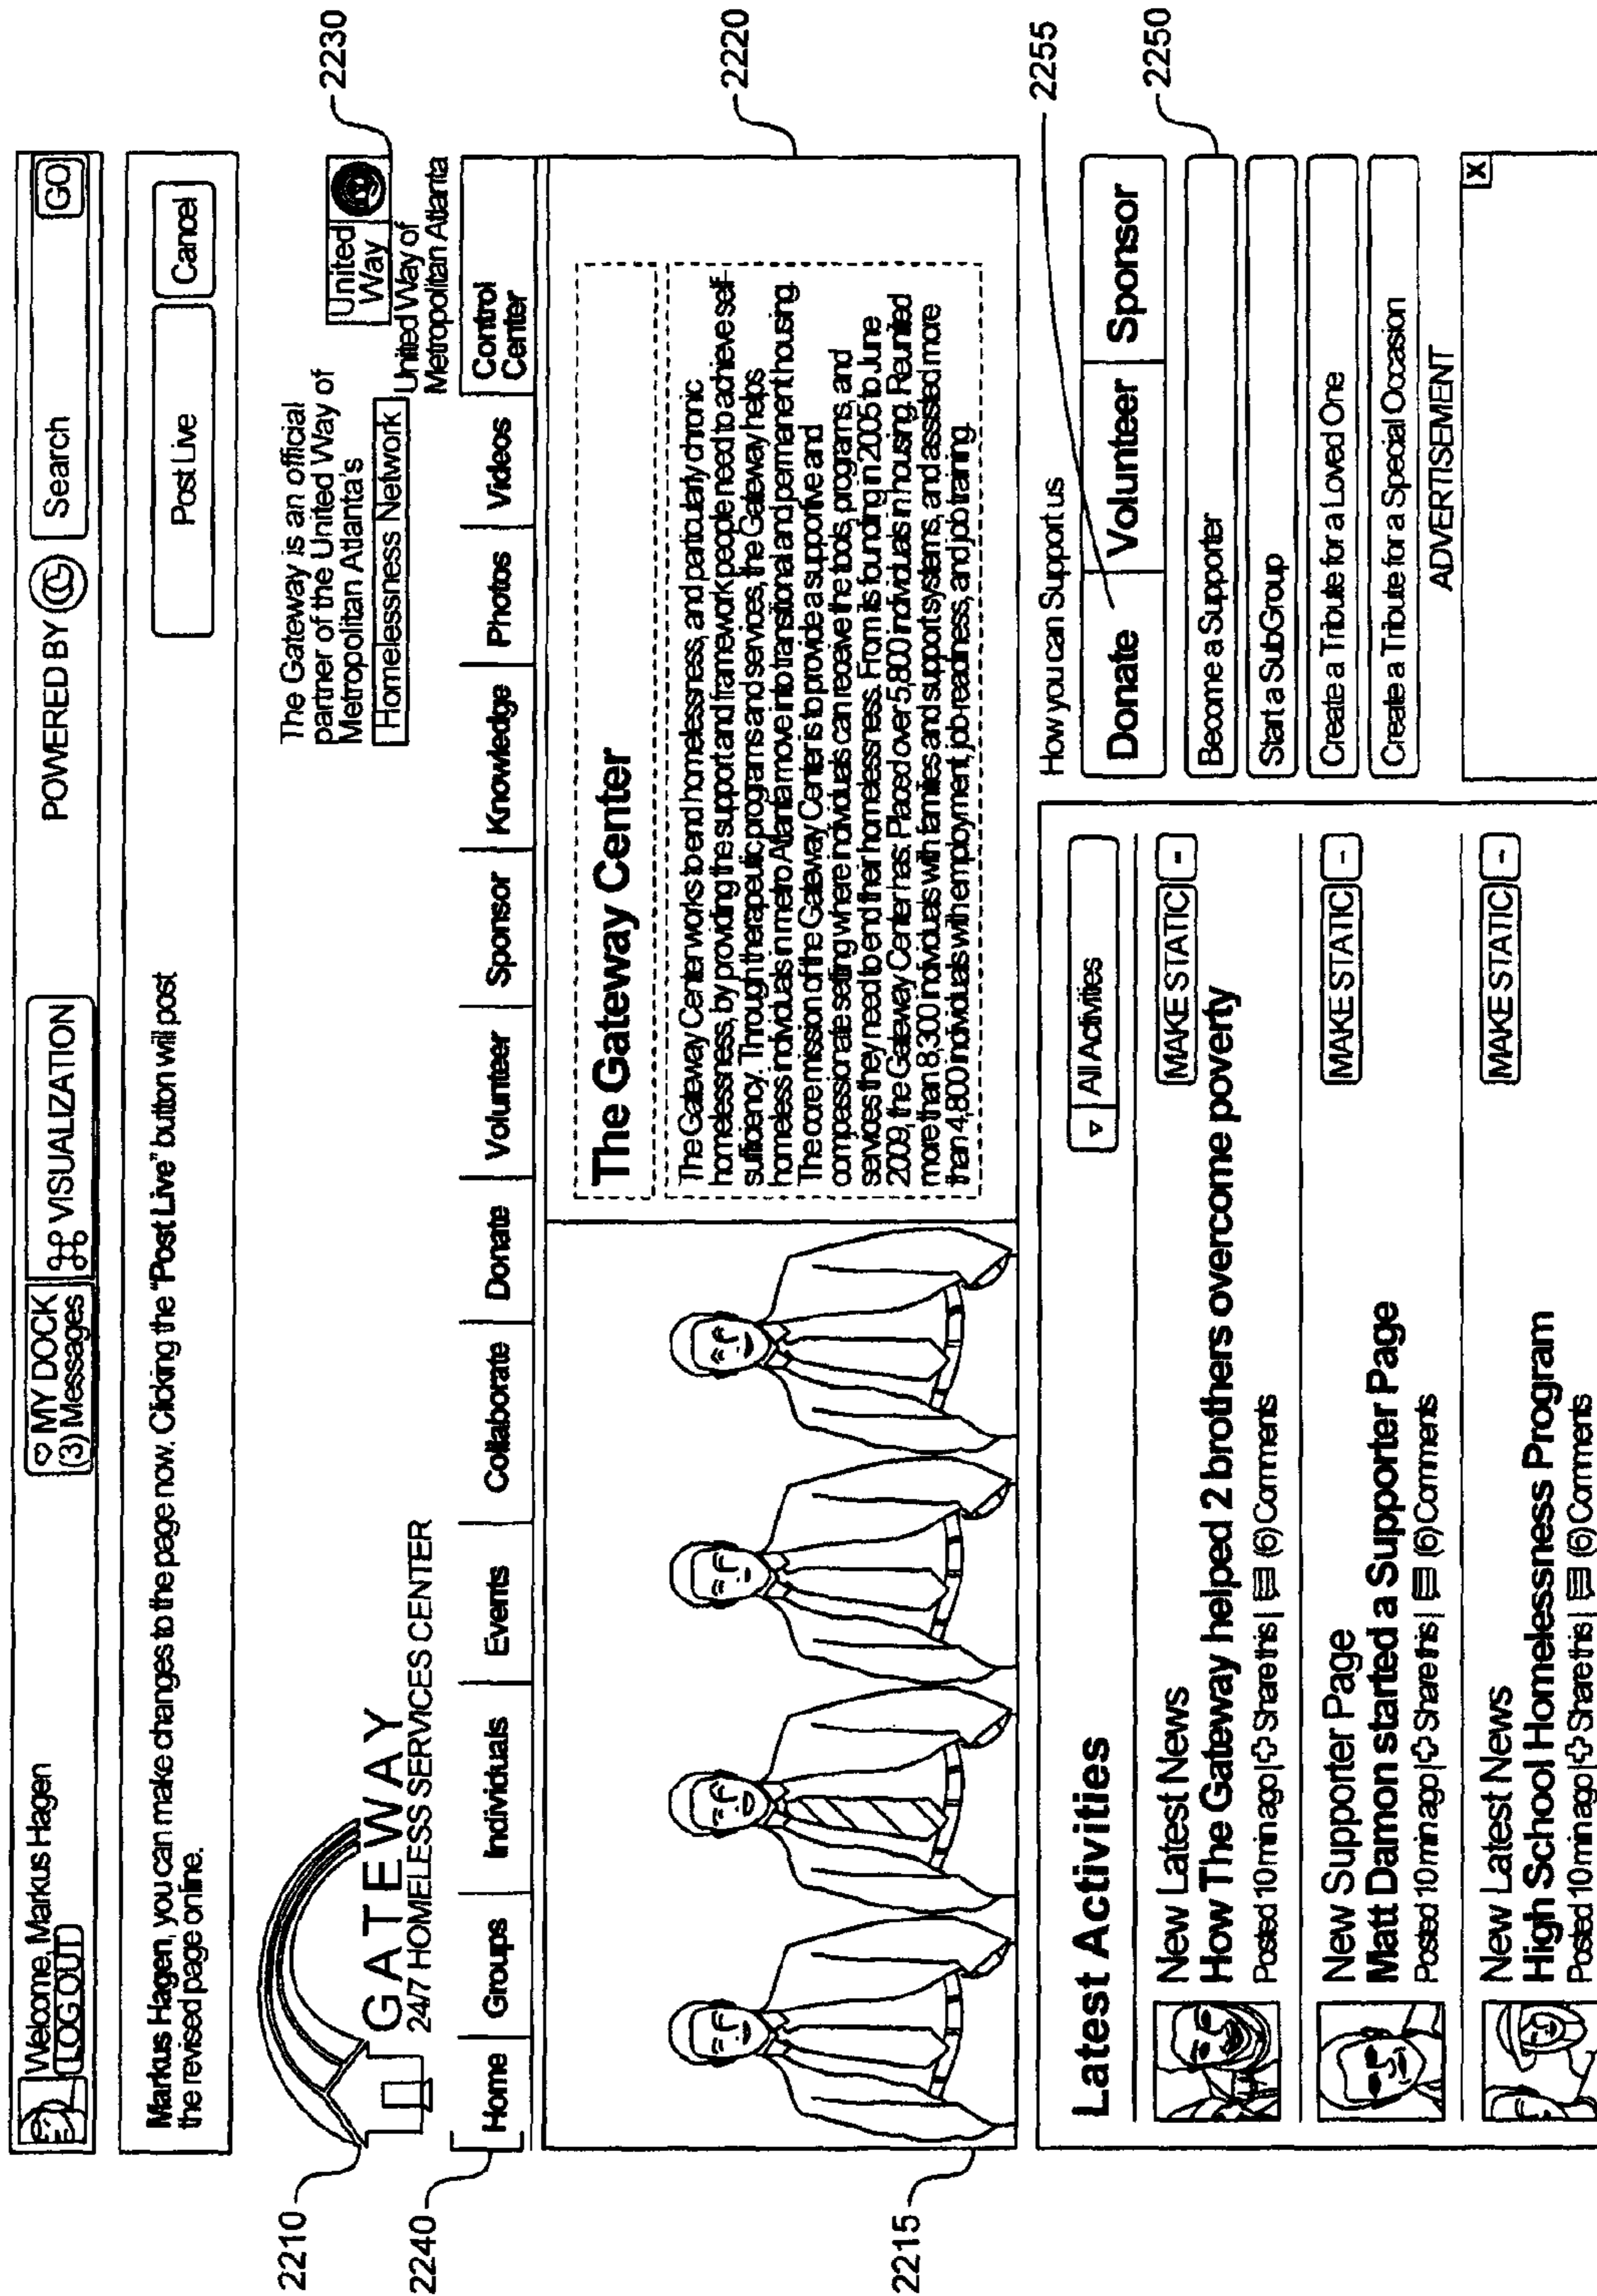 Welcome, Markus Hagen
LOGOUT
♡ MY DOCK
(3) Messages
⌘ VISUALIZATION
POWERED BY CG
Search
GO
Markus Hagen, you can make changes to the page now. Clicking the "Post Live" button will post
the revised page online.
Post Live
Cancel
2210
GATEWAY
24/7 HOMELESS SERVICES CENTER
The Gateway is an official
partner of the United Way of
Metropolitan Atlanta's
Homelessness Network
United
Way
United Way of
Metropolitan Atlanta
2230
2240
Home
Groups
Individuals
Events
Collaborate
Donate
Volunteer
Sponsor
Knowledge
Photos
Videos
Control
Center
2215
The Gateway Center
The Gateway Center works to end homelessness, and particularly chronic
homelessness, by providing the support and framework people need to achieve self-
sufficiency. Through therapeutic programs and services, the Gateway helps
homeless individuals in metro Atlanta move into transitional and permanent housing.
The core mission of the Gateway Center is to provide a supportive and
compassionate setting where individuals can receive the tools, programs, and
services they need to end their homelessness. From its founding in 2005 to June
2009, the Gateway Center has: Placed over 5,800 individuals in housing. Reunited
more than 8,300 individuals with families and support systems, and assisted more
than 4,800 individuals with employment, job-readiness, and job training.
2220
Latest Activities
All Activities
New Latest News
How The Gateway helped 2 brothers overcome poverty
Posted 10 min ago | Share this | (6) Comments
MAKE STATIC -
New Supporter Page
Matt Damon started a Supporter Page
Posted 10 min ago | Share this | (6) Comments
MAKE STATIC -
New Latest News
High School Homelessness Program
Posted 10 min ago | Share this | (6) Comments
MAKE STATIC -
How you can Support us
2255
Donate
Volunteer
Sponsor
Become a Supporter
2250
Start a SubGroup
Create a Tribute for a Loved One
Create a Tribute for a Special Occasion
ADVERTISEMENT
X